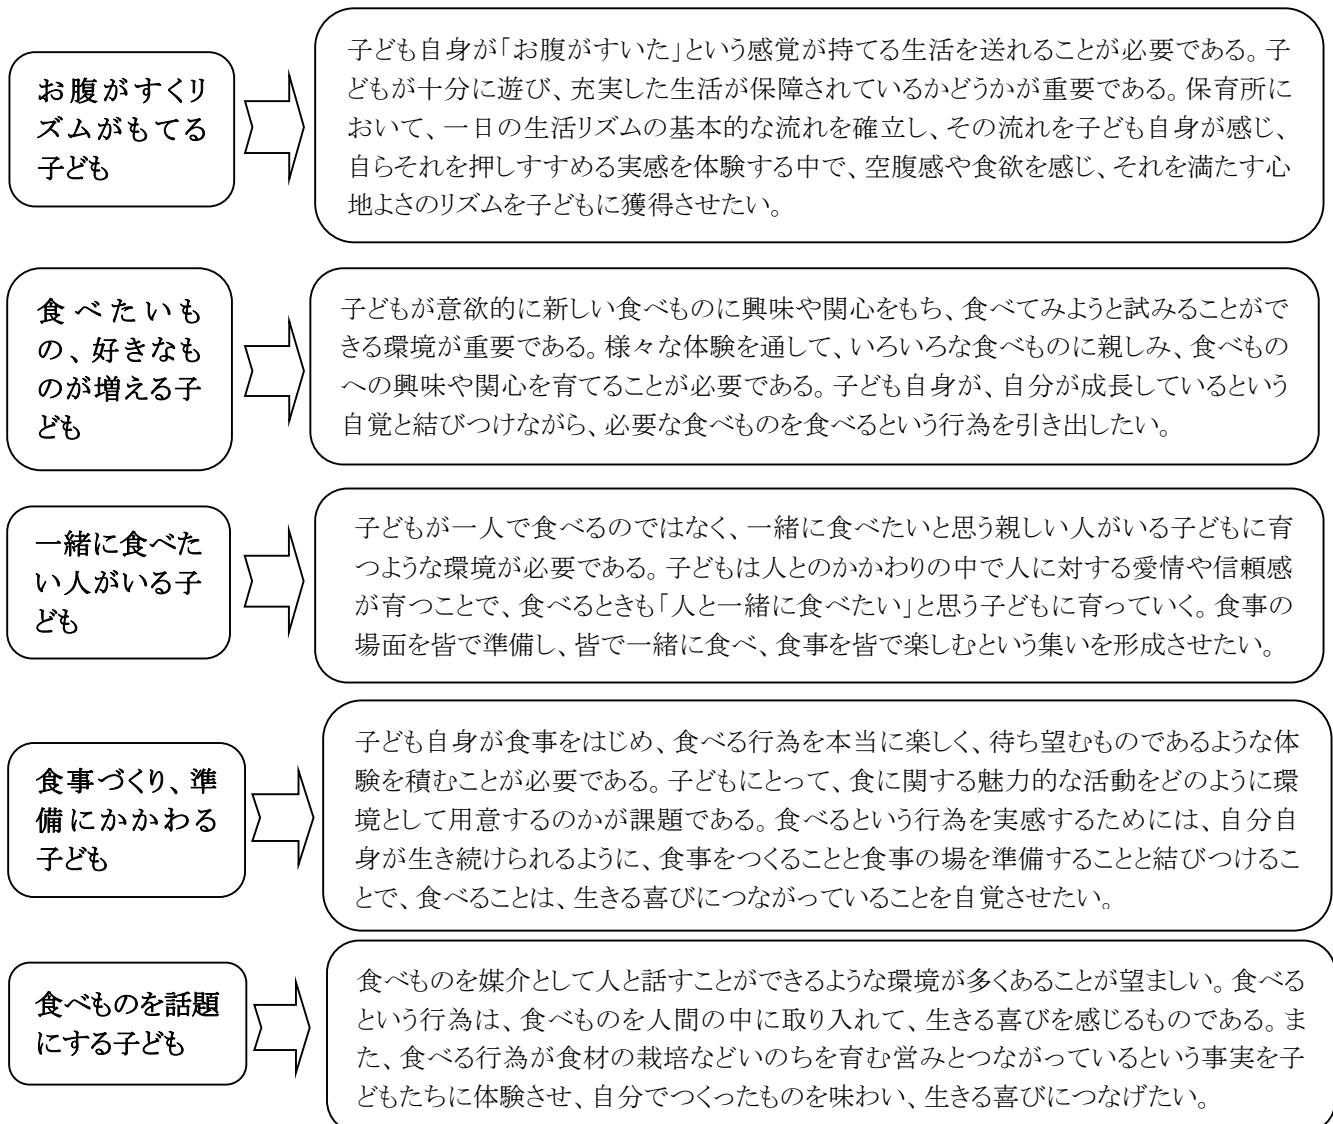 お腹がすくリ
ズムがもてる
子ども
子ども自身が「お腹がすいた」という感覚が持てる生活を送れることが必要である。子
どもが十分に遊び、充実した生活が保障されているかどうかが重要である。保育所に
おいて、一日の生活リズムの基本的な流れを確立し、その流れを子ども自身が感じ、
自らそれを押しすすめる実感を体験する中で、空腹感や食欲を感じ、それを満たす心
地よさのリズムを子どもに獲得させたい。
食べたいも
の、好きなも
のが増える子
ども
子どもが意欲的に新しい食べものに興味や関心をもち、食べてみようと試みることがで
きる環境が重要である。様々な体験を通して、いろいろな食べものに親しみ、食べもの
への興味や関心を育てることが必要である。子ども自身が、自分が成長しているという
自覚と結びつけながら、必要な食べものを食べるという行為を引き出したい。
一緒に食べた
い人がいる子
ども
子どもが一人で食べるのではなく、一緒に食べたいと思う親しい人がいる子どもに育
つような環境が必要である。子どもは人とのかかわりの中で人に対する愛情や信頼感
が育つことで、食べるときも「人と一緒に食べたい」と思う子どもに育っていく。食事の
場面を皆で準備し、皆で一緒に食べ、食事を皆で楽しむという集いを形成させたい。
食事づくり、準
備にかかわる
子ども
子ども自身が食事をはじめ、食べる行為を本当に楽しく、待ち望むものであるような体
験を積むことが必要である。子どもにとって、食に関する魅力的な活動をどのように環
境として用意するのかが課題である。食べるという行為を実感するためには、自分自
身が生き続けられるように、食事をつくることと食事の場を準備することと結びつけるこ
とで、食べることは、生きる喜びにつながっていることを自覚させたい。
食べものを話題
にする子ども
食べものを媒介として人と話すことができるような環境が多くあることが望ましい。食べる
という行為は、食べものを人間の中に取り入れて、生きる喜びを感じるものである。ま
た、食べる行為が食材の栽培などいのちを育む営みとつながっているという事実を子
どもたちに体験させ、自分でつくったものを味わい、生きる喜びにつなげたい。